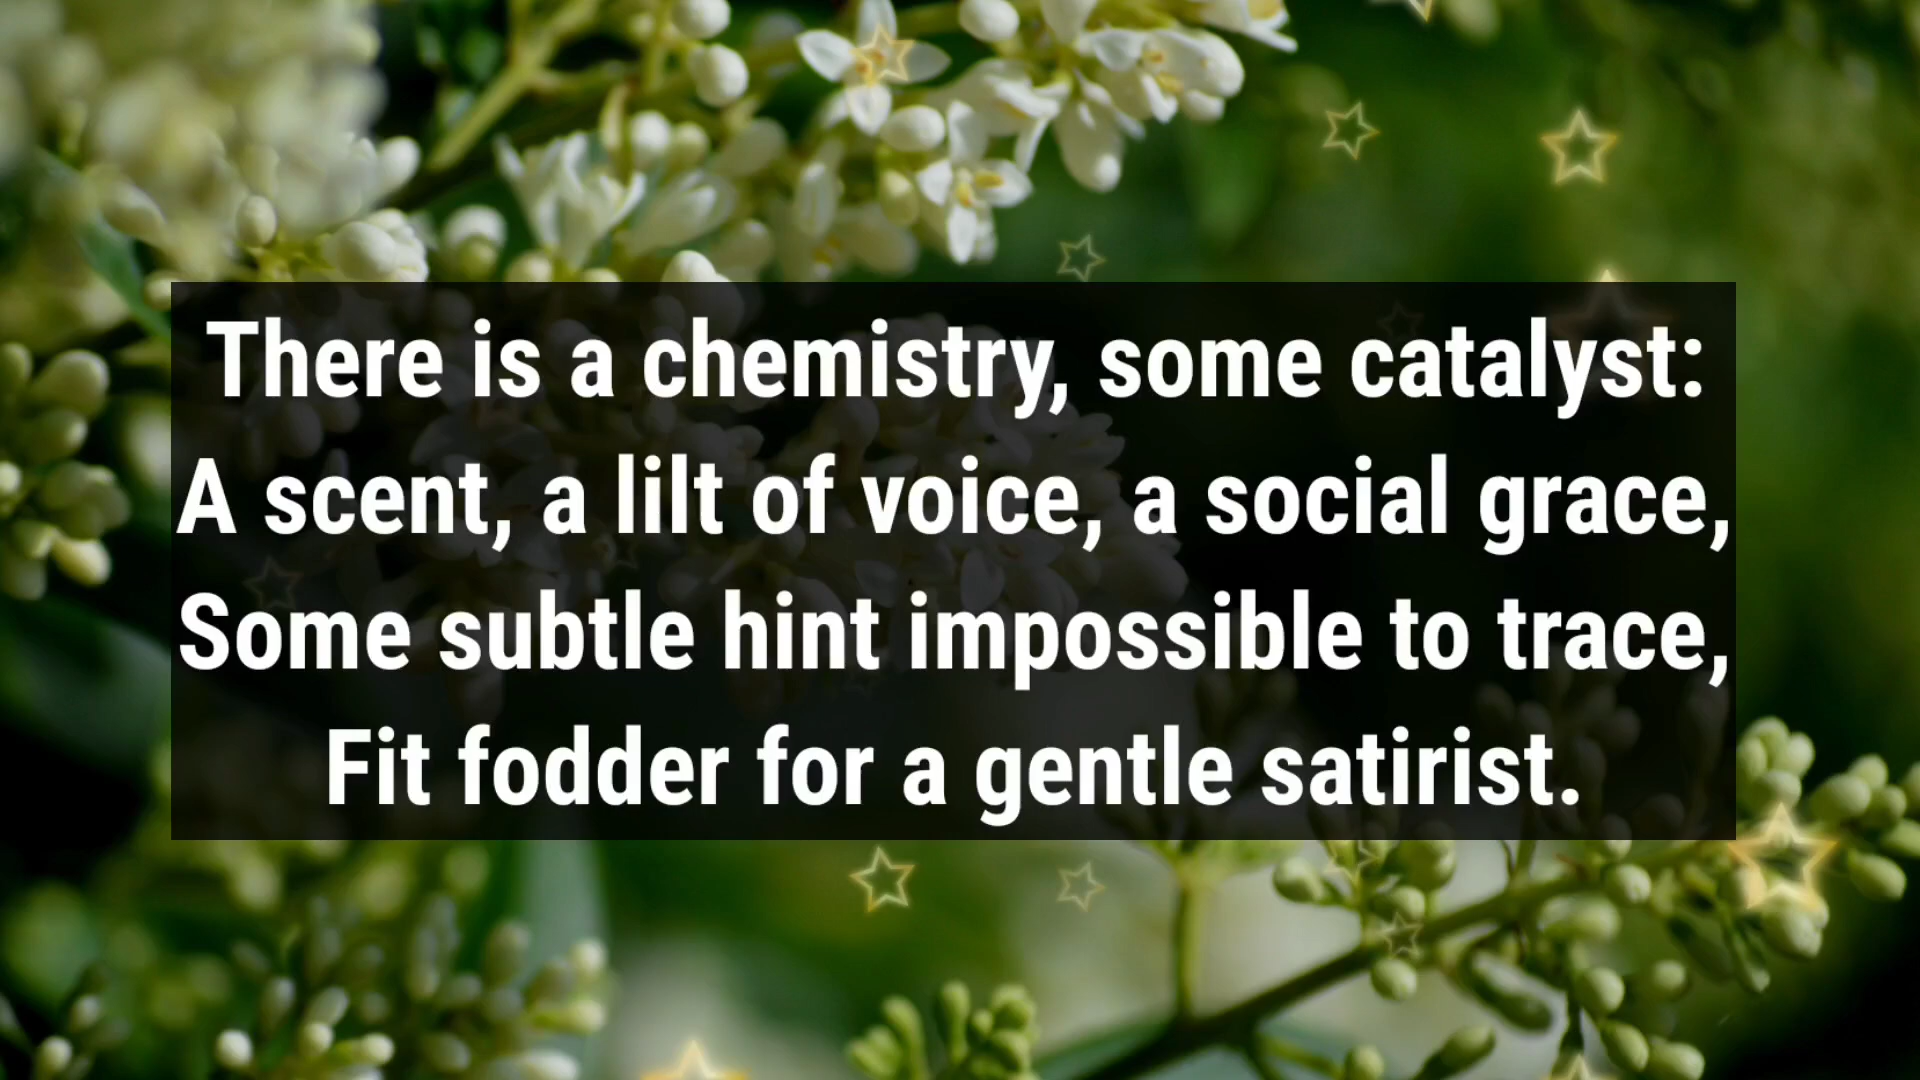 There is a chemistry, some catalyst:
A scent, a lilt of voice, a social grace,
Some subtle hint impossible to trace,
Fit fodder for a gentle satirist.